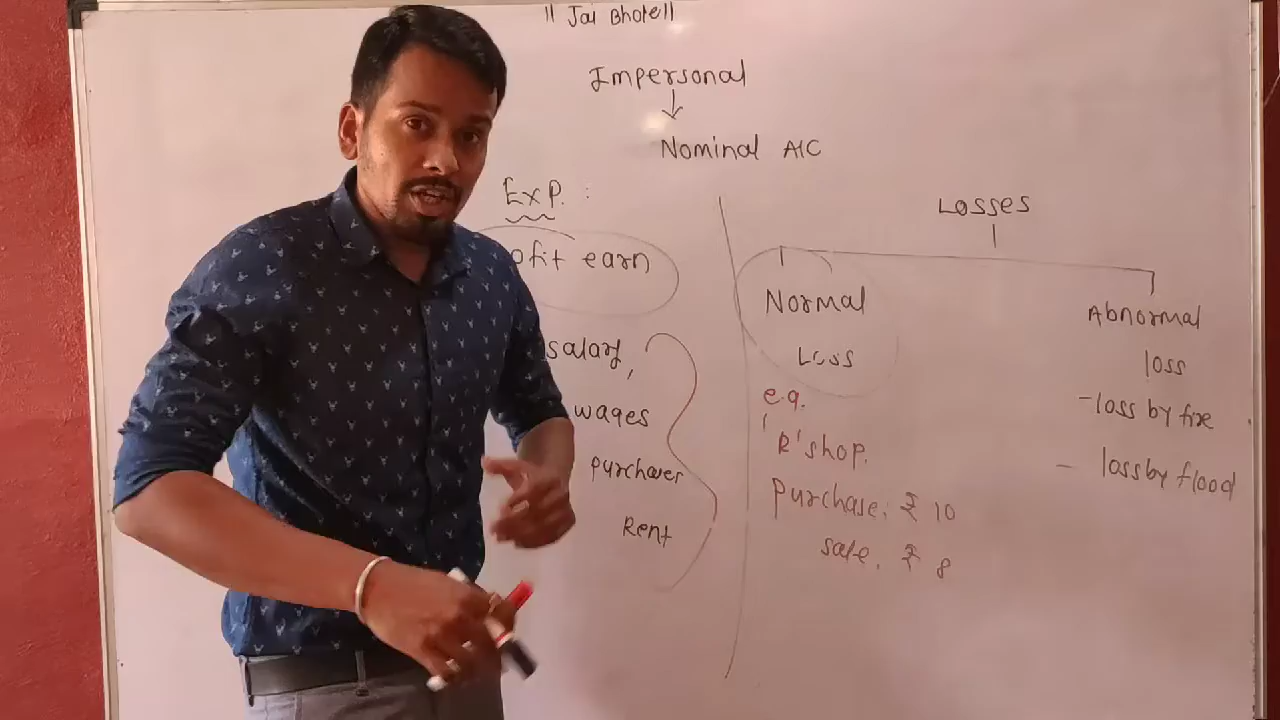 || Jai Bhole ||
Impersonal
Nominal A/C
Exp. :
ofit earn
salary,
wages
purchases
Rent
Losses
Normal
Loss
e.g.
'R' shop.
purchase: ₹ 10
sale. ₹ 8
Abnormal
loss
- loss by fire
- loss by flood